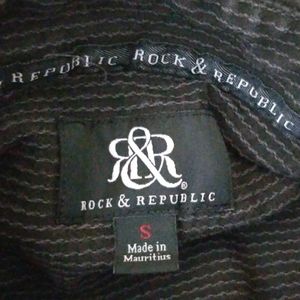 REPUBLIC ROCK & REPUBLIC
R&R®
ROCK & REPUBLIC
S
Made in
Mauritius